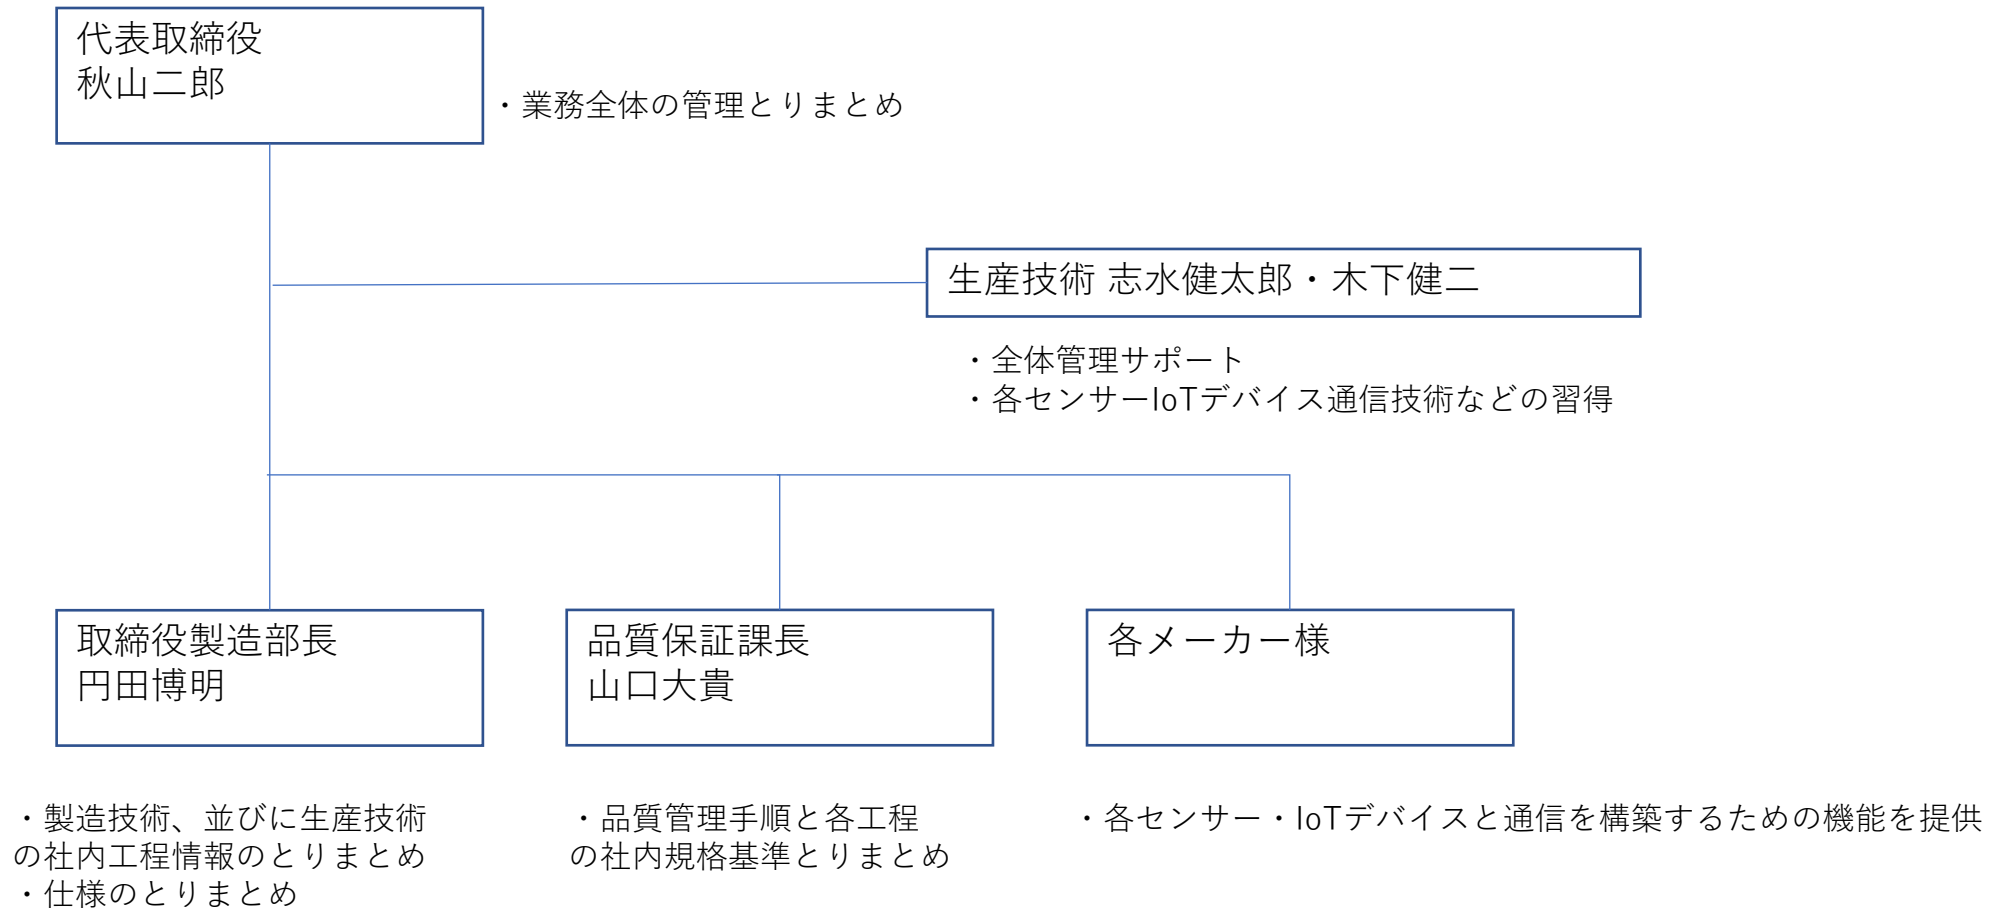 代表取締役
秋山二郎
・業務全体の管理とりまとめ
生産技術 志水健太郎・木下健二
・全体管理サポート
・各センサーIoTデバイス通信技術などの習得
取締役製造部長
円田博明
品質保証課長
山口大貴
各メーカー様
・製造技術、並びに生産技術
の社内工程情報のとりまとめ
・仕様のとりまとめ
・品質管理手順と各工程
の社内規格基準とりまとめ
・各センサー・IoTデバイスと通信を構築するための機能を提供